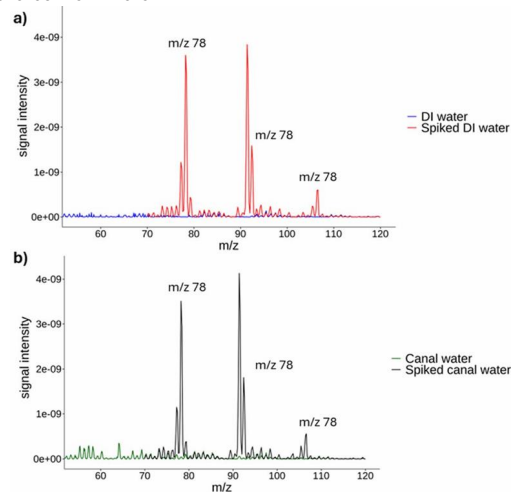 a)
signal intensity
4e-09
3e-09
2e-09
1e-09
0e+00
m/z 78
m/z 78
m/z 78
60 70 80 90 100 110 120
m/z
DI water
Spiked DI water
b)
signal intensity
4e-09
3e-09
2e-09
1e-09
0e+00
m/z 78
m/z 78
m/z 78
60 70 80 90 100 110 120
m/z
Canal water
Spiked canal water